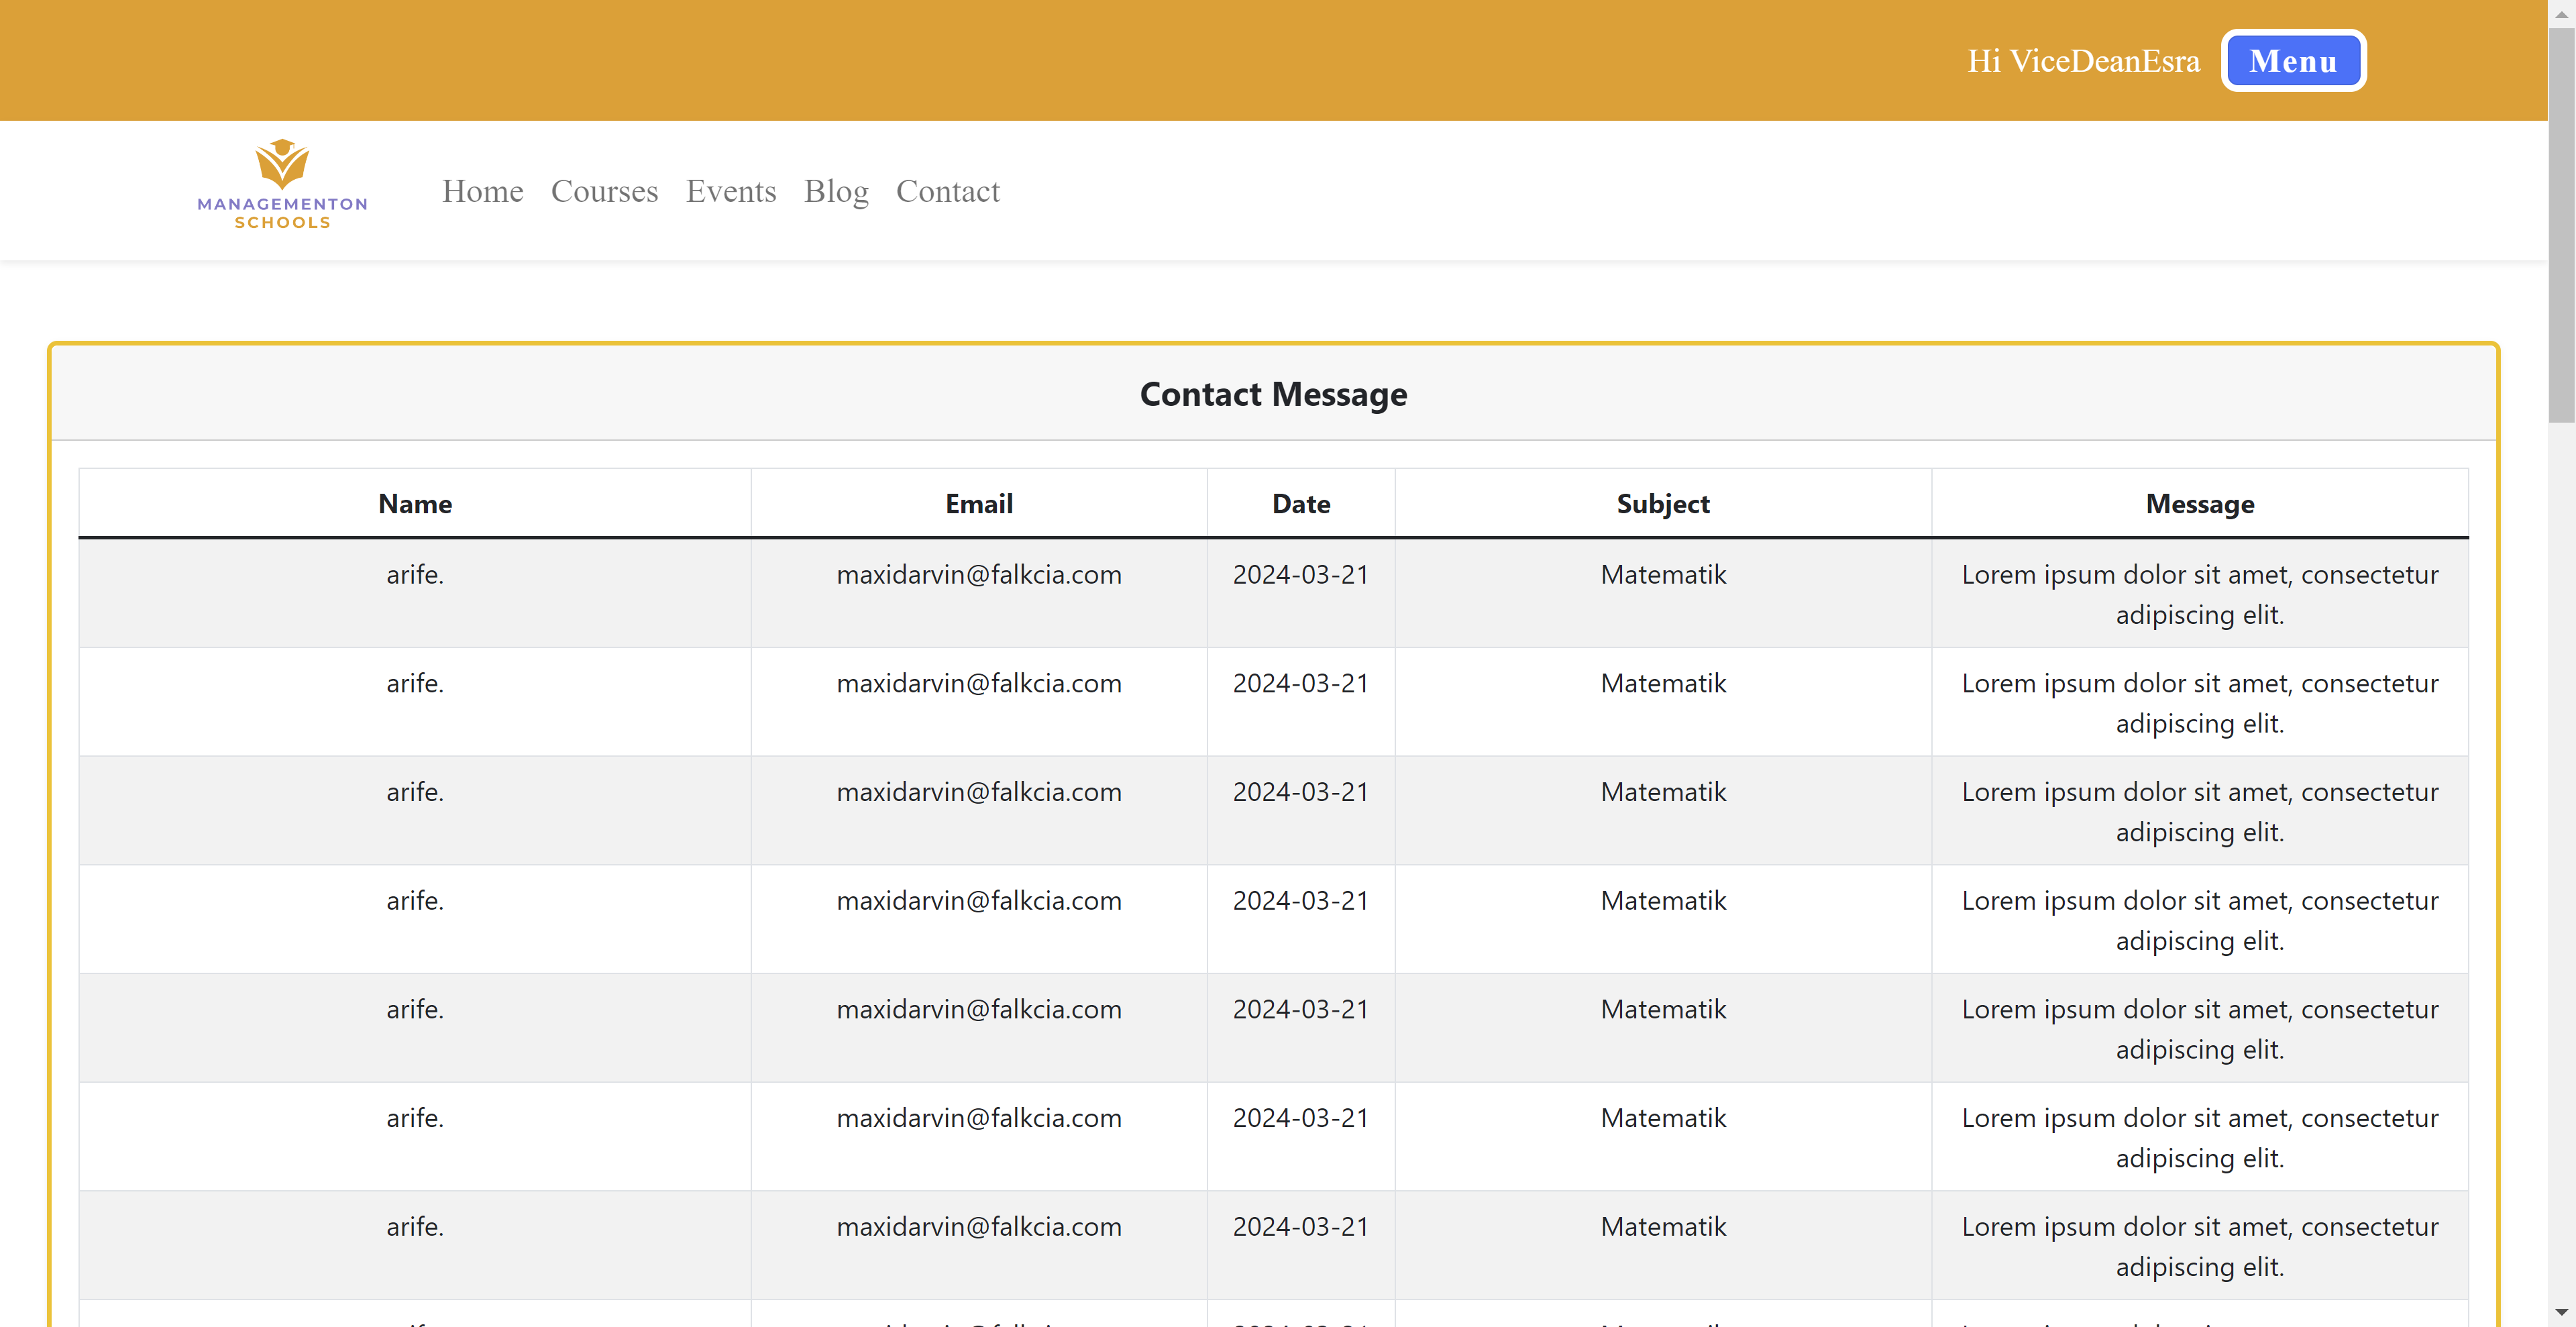 Hi ViceDeanEsra Menu
MANAGEMENTON
SCHOOLS
Home Courses Events Blog Contact
Contact Message
Name Email Date Subject Message
arife. maxidarvin@falkcia.com 2024-03-21 Matematik Lorem ipsum dolor sit amet, consectetur
adipiscing elit.
arife. maxidarvin@falkcia.com 2024-03-21 Matematik Lorem ipsum dolor sit amet, consectetur
adipiscing elit.
arife. maxidarvin@falkcia.com 2024-03-21 Matematik Lorem ipsum dolor sit amet, consectetur
adipiscing elit.
arife. maxidarvin@falkcia.com 2024-03-21 Matematik Lorem ipsum dolor sit amet, consectetur
adipiscing elit.
arife. maxidarvin@falkcia.com 2024-03-21 Matematik Lorem ipsum dolor sit amet, consectetur
adipiscing elit.
arife. maxidarvin@falkcia.com 2024-03-21 Matematik Lorem ipsum dolor sit amet, consectetur
adipiscing elit.
arife. maxidarvin@falkcia.com 2024-03-21 Matematik Lorem ipsum dolor sit amet, consectetur
adipiscing elit.